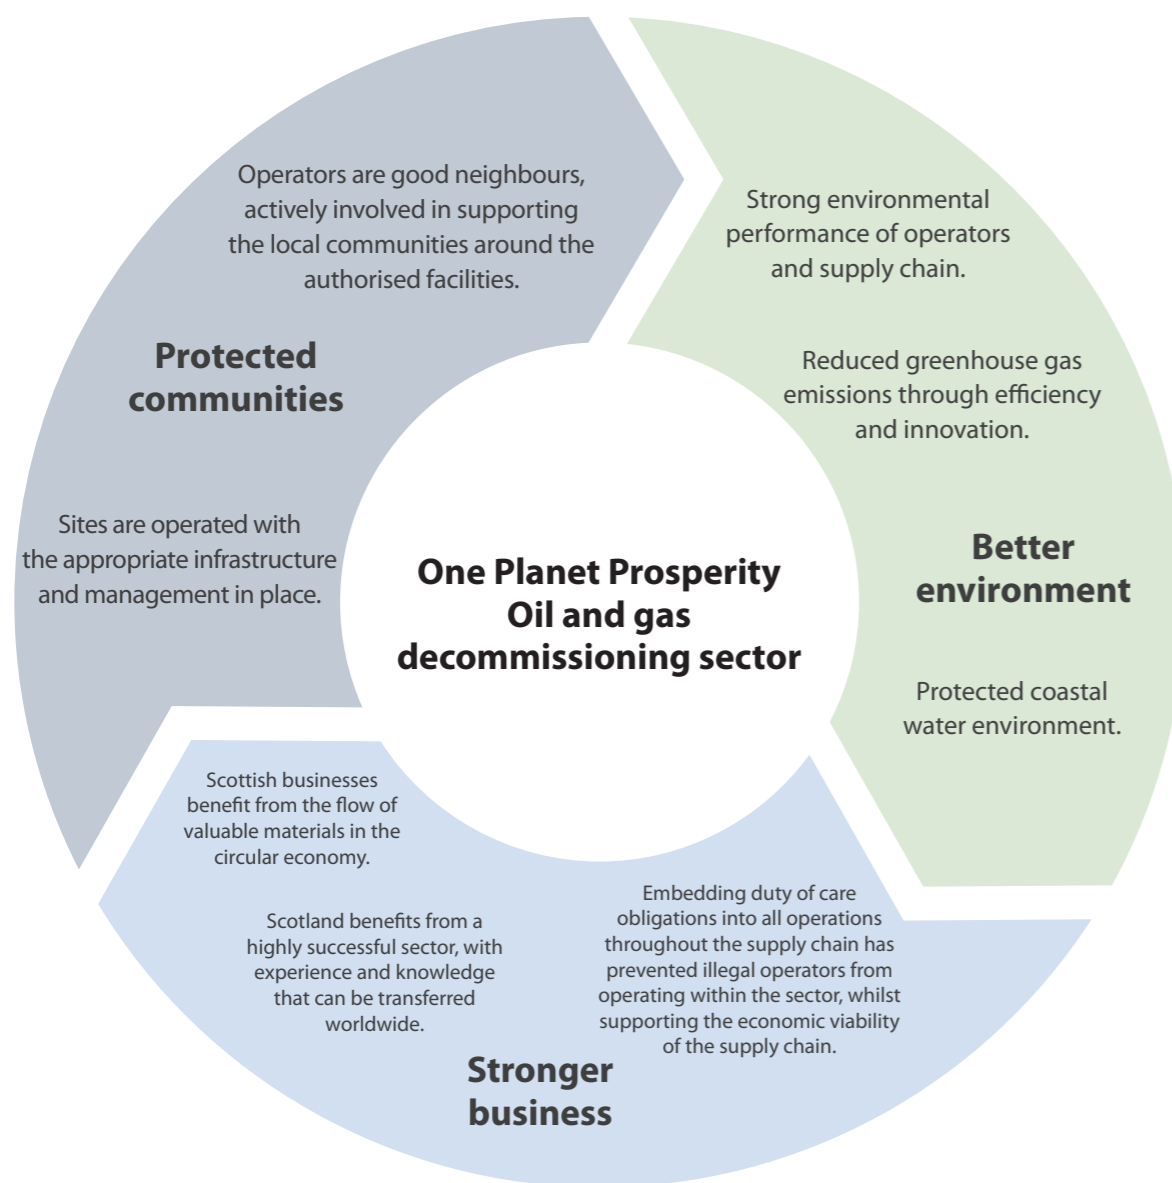 Operators are good neighbours,
actively involved in supporting
the local communities around the
authorised facilities.
Protected
communities
Sites are operated with
the appropriate infrastructure
and management in place.
Strong environmental
performance of operators
and supply chain.
Reduced greenhouse gas
emissions through efficiency
and innovation.
Better
environment
Protected coastal
water environment.
One Planet Prosperity
Oil and gas
decommissioning sector
Scottish businesses
benefit from the flow of
valuable materials in the
circular economy.
Scotland benefits from a
highly successful sector, with
experience and knowledge
that can be transferred
worldwide.
Embedding duty of care
obligations into all operations
throughout the supply chain has
prevented illegal operators from
operating within the sector, whilst
supporting the economic viability
of the supply chain.
Stronger
business